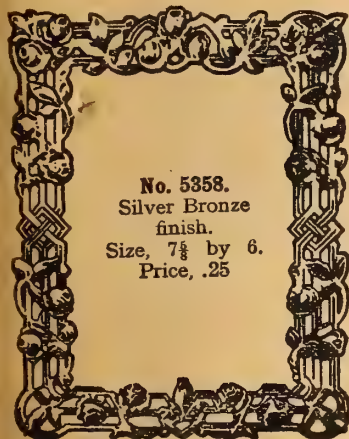 No. 5358.
Silver Bronze
finish.
Size, 7⅝ by 6.
Price, .25